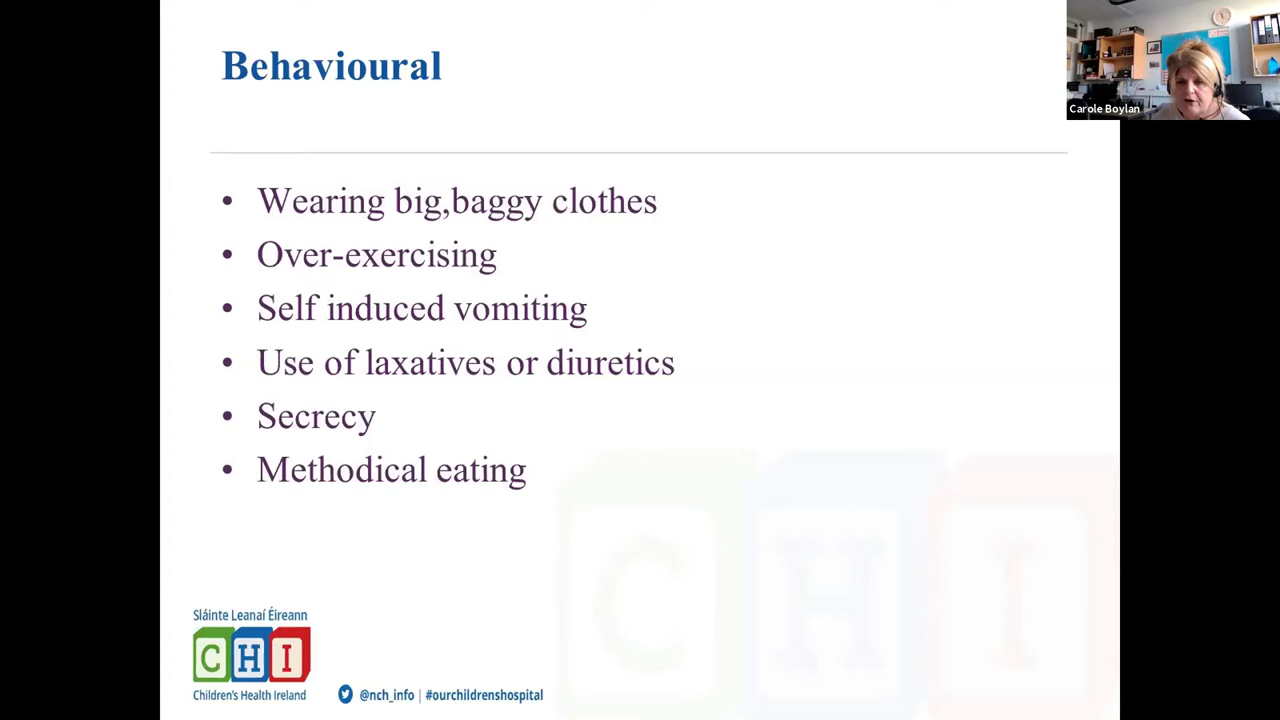 Behavioural
Carole Boylan
• Wearing big,baggy clothes
• Over-exercising
• Self induced vomiting
• Use of laxatives or diuretics
• Secrecy
• Methodical eating
CHI
Sláinte Leanaí Éireann
CHI
Children's Health Ireland
@nch_info | #ourchildrenshospital